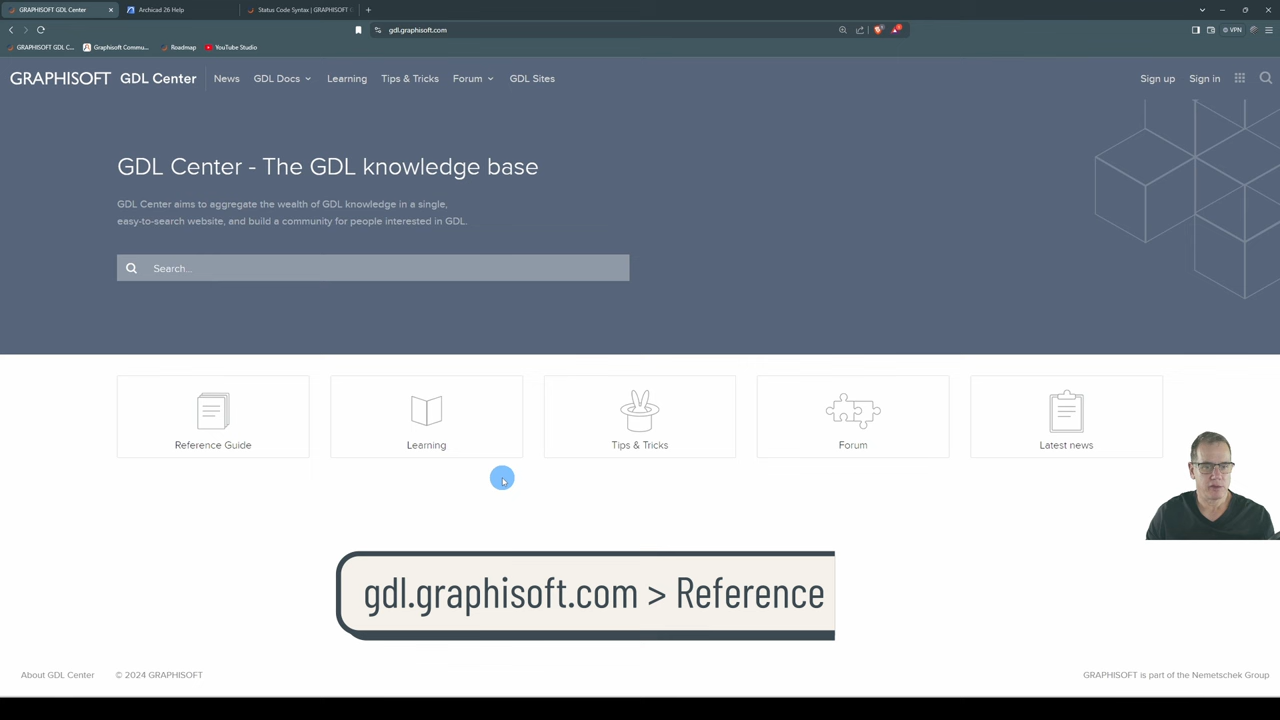 GRAPHISOFT GDL Center
Archicad 26 Help
Status Code Syntax | GRAPHISOFT
gdl.graphisoft.com
VPN
GRAPHISOFT GDL C...
Graphisoft Commu...
Roadmap
YouTube Studio
GRAPHISOFT GDL Center
News
GDL Docs
Learning
Tips & Tricks
Forum
GDL Sites
Sign up
Sign in
GDL Center - The GDL knowledge base
GDL Center aims to aggregate the wealth of GDL knowledge in a single,
easy-to-search website, and build a community for people interested in GDL.
Search...
Reference Guide
Learning
Tips & Tricks
Forum
Latest news
gdl.graphisoft.com > Reference
About GDL Center
© 2024 GRAPHISOFT
GRAPHISOFT is part of the Nemetschek Group